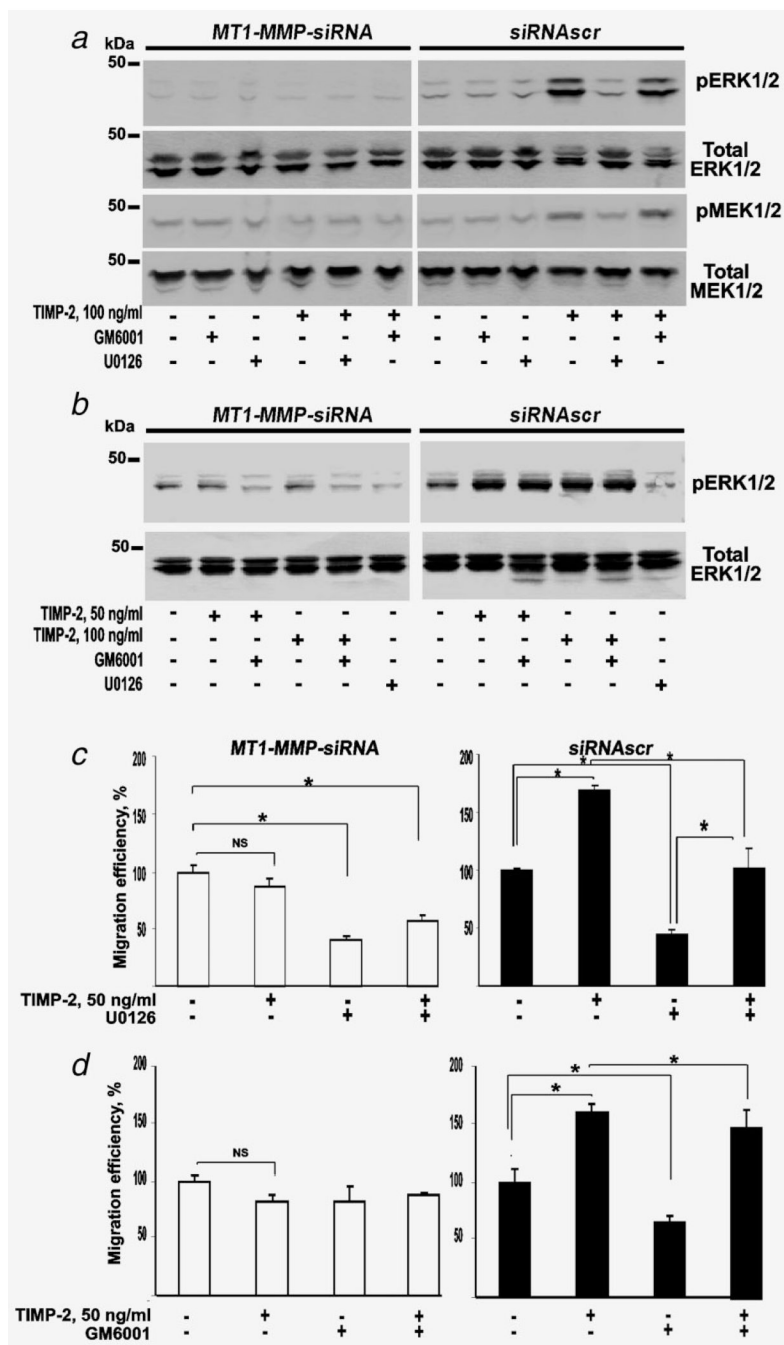 a
MT1-MMP-siRNA siRNAscr
kDa
50
pERK1/2
50
Total
ERK1/2
50
pMEK1/2
50
Total
MEK1/2
TIMP-2, 100 ng/ml - - - + + + - - - + + +
GM6001 - + - - - + - + - - - +
U0126 - - + - + - - - + - + -
b
MT1-MMP-siRNA siRNAscr
kDa
50
pERK1/2
50
Total
ERK1/2
TIMP-2, 50 ng/ml - + + - - - - + + - - -
TIMP-2, 100 ng/ml - - - + + - - - - + + -
GM6001 - - + - + - - - + - + -
U0126 - - - - - + - - - - - +
c
MT1-MMP-siRNA siRNAscr
Migration efficiency, %
200
150
100
50
NS
*
*
200
150
100
50
*
*
*
*
TIMP-2, 50 ng/ml - + - + - + - +
U0126 - - + + - - + +
d
Migration efficiency, %
200
150
100
50
NS
200
150
100
50
*
*
*
TIMP-2, 50 ng/ml - + - + - + - +
GM6001 - - + + - - + +